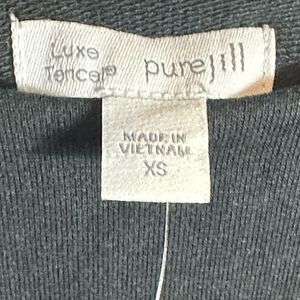 Luxe purejill
Tencel®
MADE IN
VIETNAM
XS